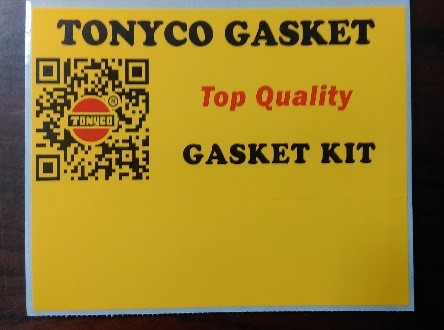 TONYCO GASKET
Top Quality
®
TONYCO
GASKET KIT